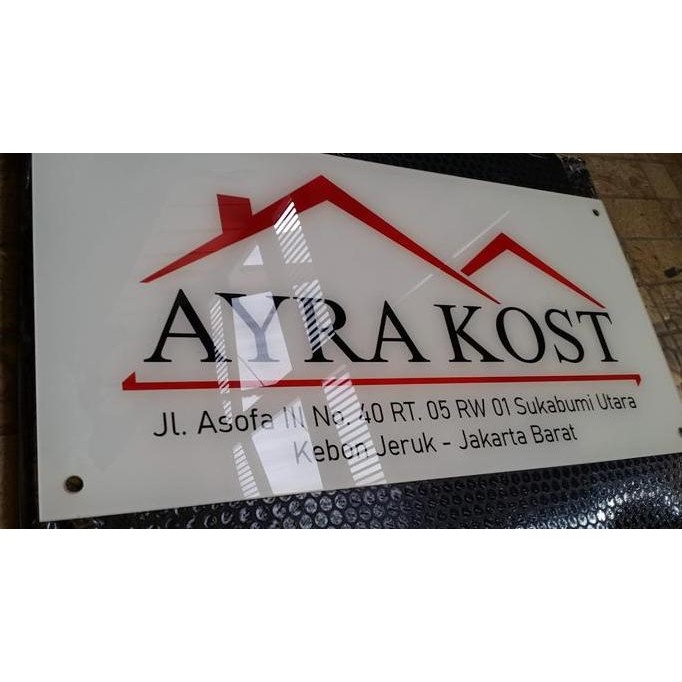 AYRA KOST
Jl. Asofa III No. 40 RT. 05 RW 01 Sukabumi Utara
Kebon Jeruk - Jakarta Barat